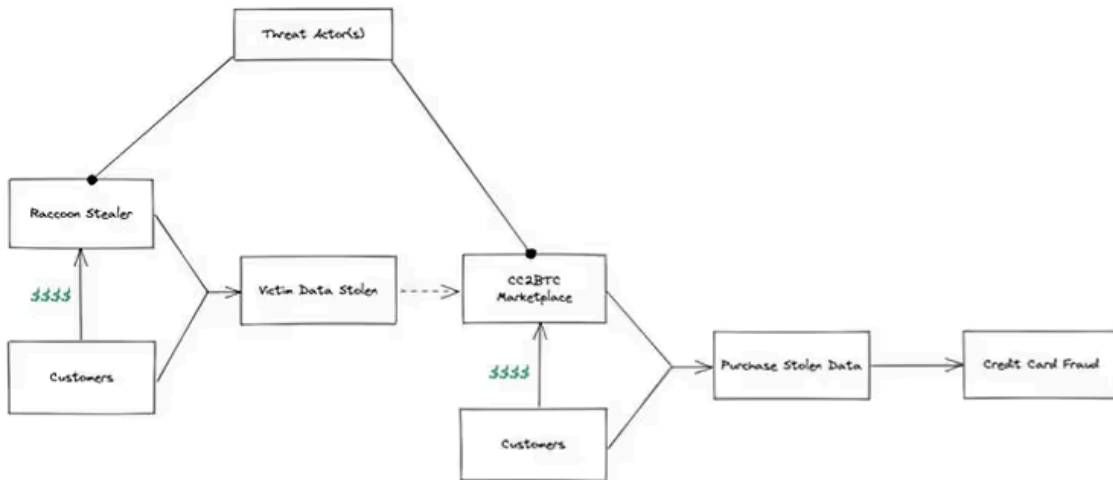 Threat Actor(s)
Raccoon Stealer
$$$$
Customers
Victim Data Stolen
CC2BTC
Marketplace
$$$$
Customers
Purchase Stolen Data
Credit Card Fraud